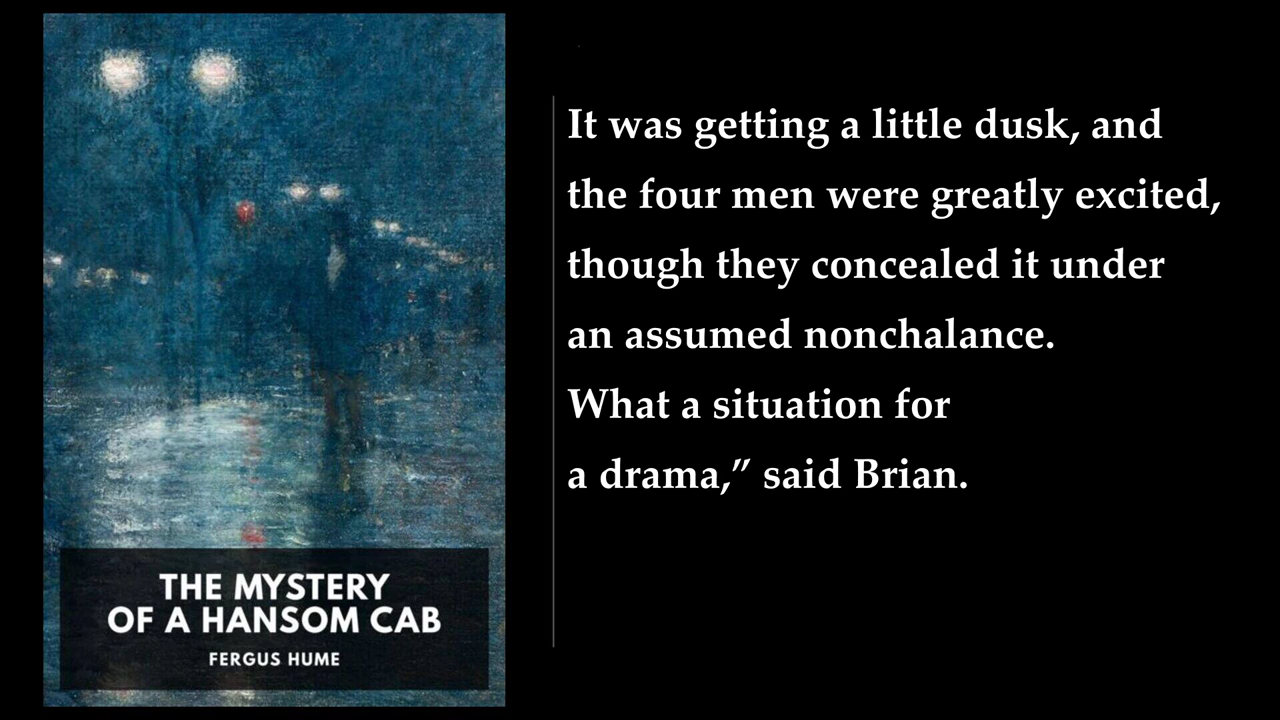 THE MYSTERY
OF A HANSOM CAB
FERGUS HUME
It was getting a little dusk, and
the four men were greatly excited,
though they concealed it under
an assumed nonchalance.
What a situation for
a drama,” said Brian.